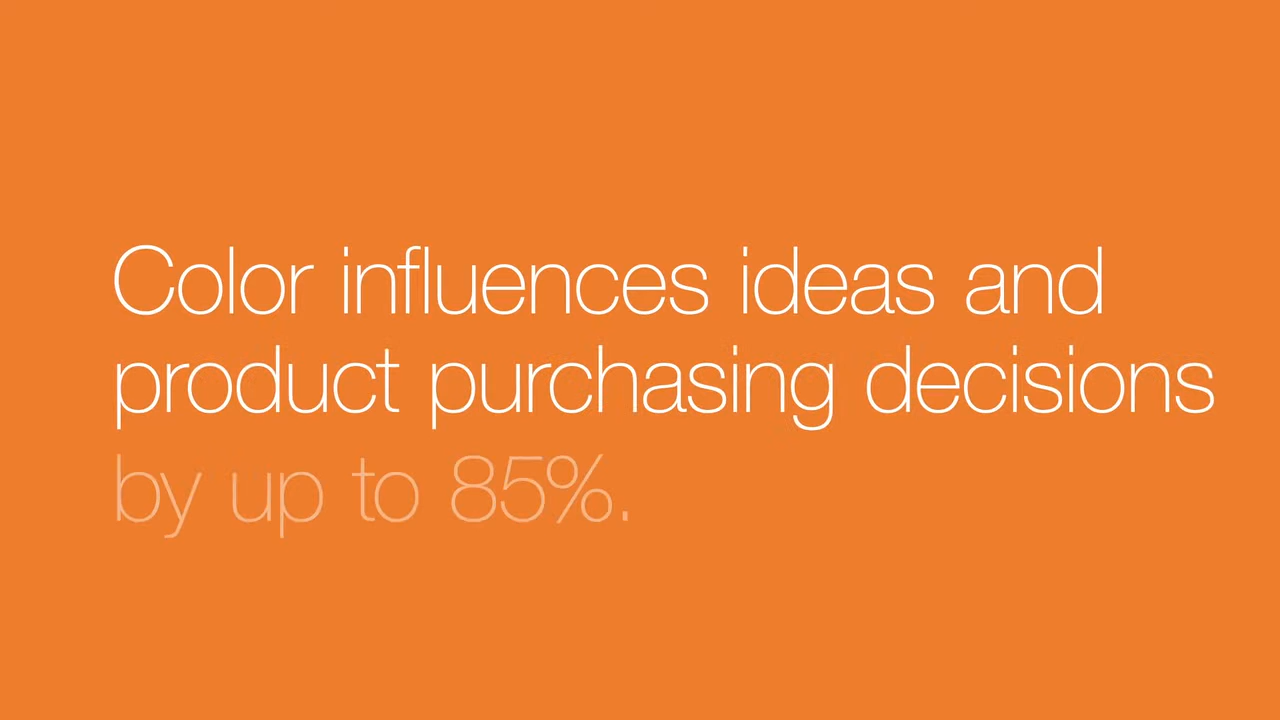 Color influences ideas and
product purchasing decisions
by up to 85%.